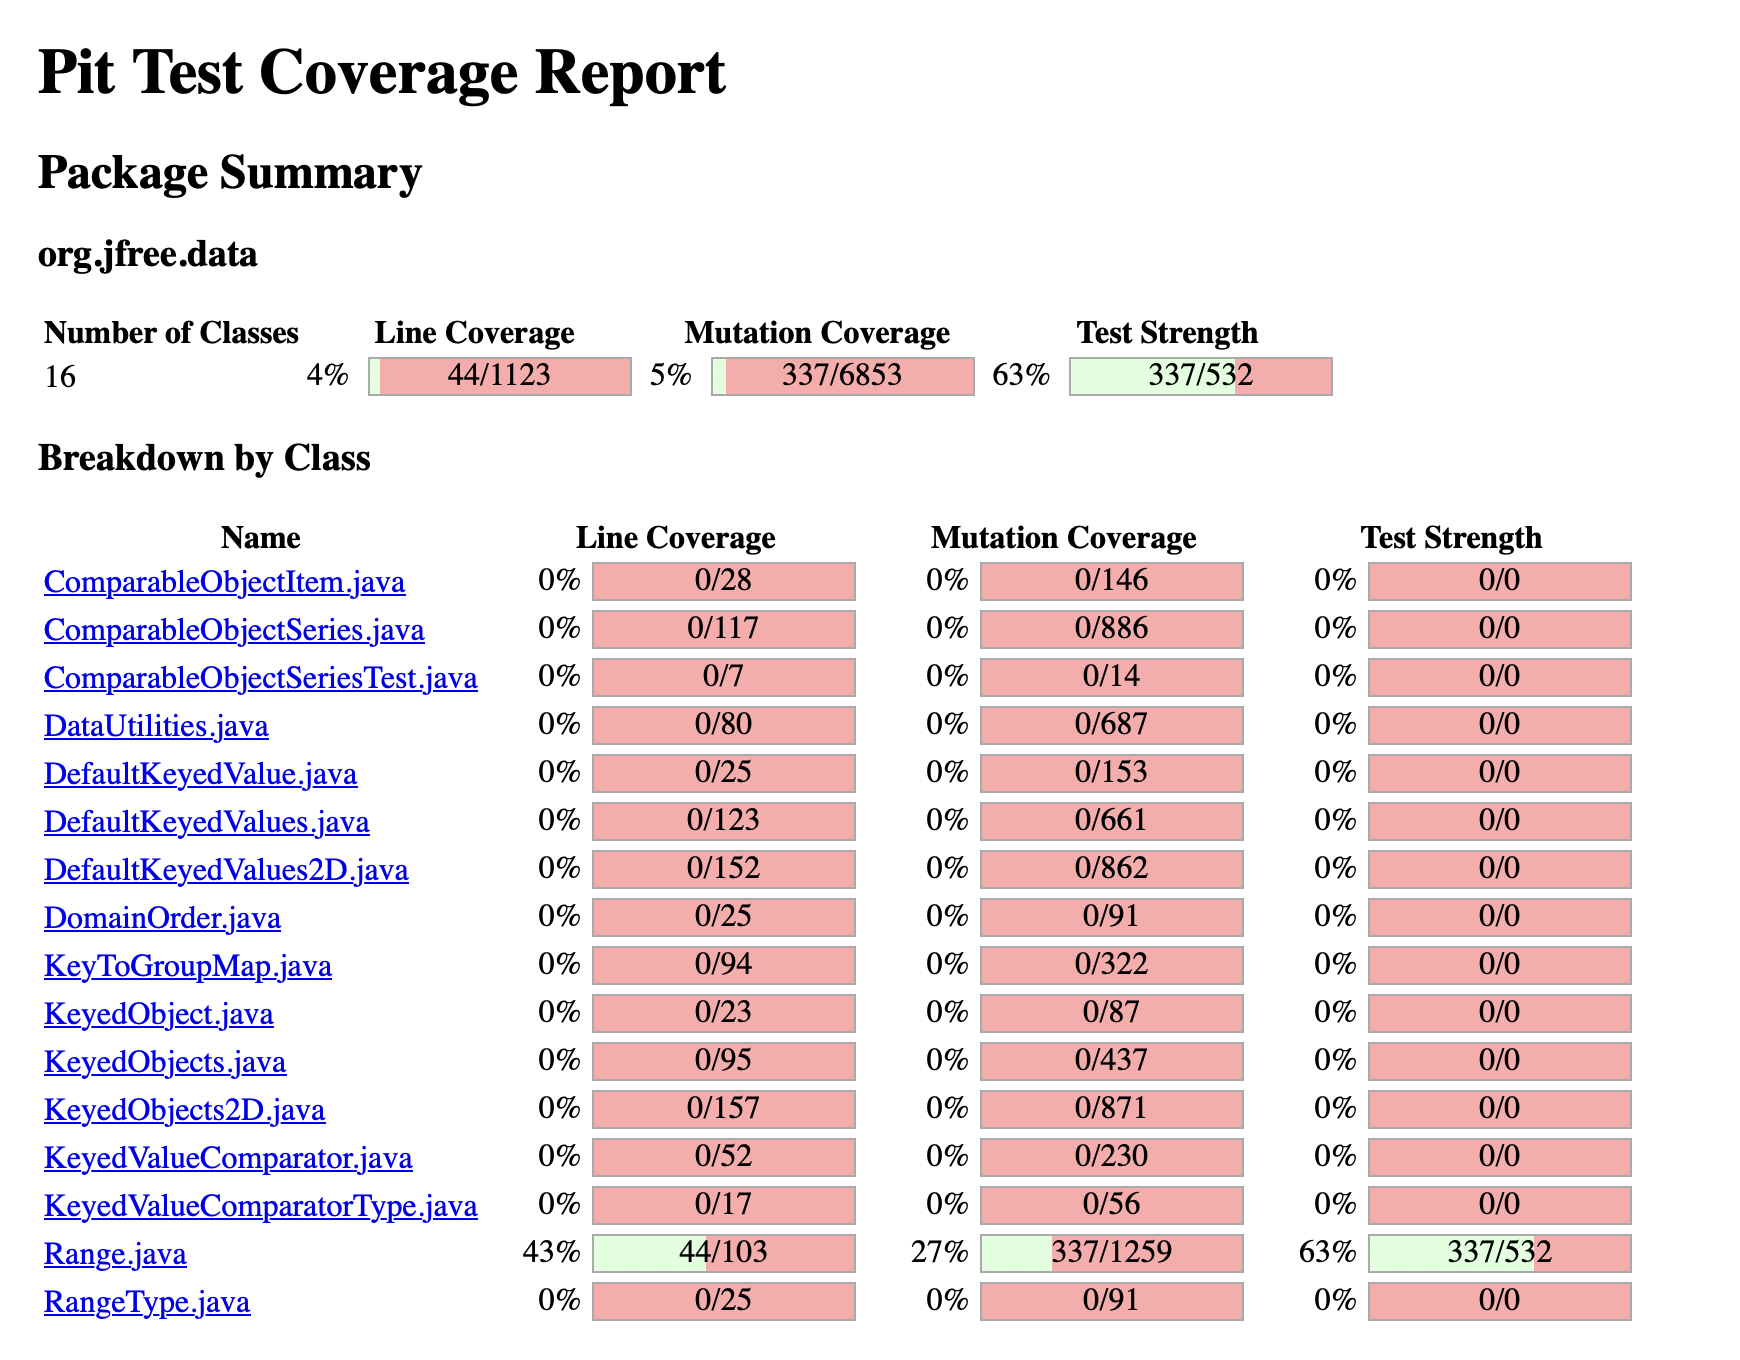 Pit Test Coverage Report
Package Summary
org.jfree.data
Number of Classes Line Coverage Mutation Coverage Test Strength
16 4% 44/1123 5% 337/6853 63% 337/532
Breakdown by Class
Name Line Coverage Mutation Coverage Test Strength
ComparableObjectItem.java 0% 0/28 0% 0/146 0% 0/0
ComparableObjectSeries.java 0% 0/117 0% 0/886 0% 0/0
ComparableObjectSeriesTest.java 0% 0/7 0% 0/14 0% 0/0
DataUtilities.java 0% 0/80 0% 0/687 0% 0/0
DefaultKeyedValue.java 0% 0/25 0% 0/153 0% 0/0
DefaultKeyedValues.java 0% 0/123 0% 0/661 0% 0/0
DefaultKeyedValues2D.java 0% 0/152 0% 0/862 0% 0/0
DomainOrder.java 0% 0/25 0% 0/91 0% 0/0
KeyToGroupMap.java 0% 0/94 0% 0/322 0% 0/0
KeyedObject.java 0% 0/23 0% 0/87 0% 0/0
KeyedObjects.java 0% 0/95 0% 0/437 0% 0/0
KeyedObjects2D.java 0% 0/157 0% 0/871 0% 0/0
KeyedValueComparator.java 0% 0/52 0% 0/230 0% 0/0
KeyedValueComparatorType.java 0% 0/17 0% 0/56 0% 0/0
Range.java 43% 44/103 27% 337/1259 63% 337/532
RangeType.java 0% 0/25 0% 0/91 0% 0/0